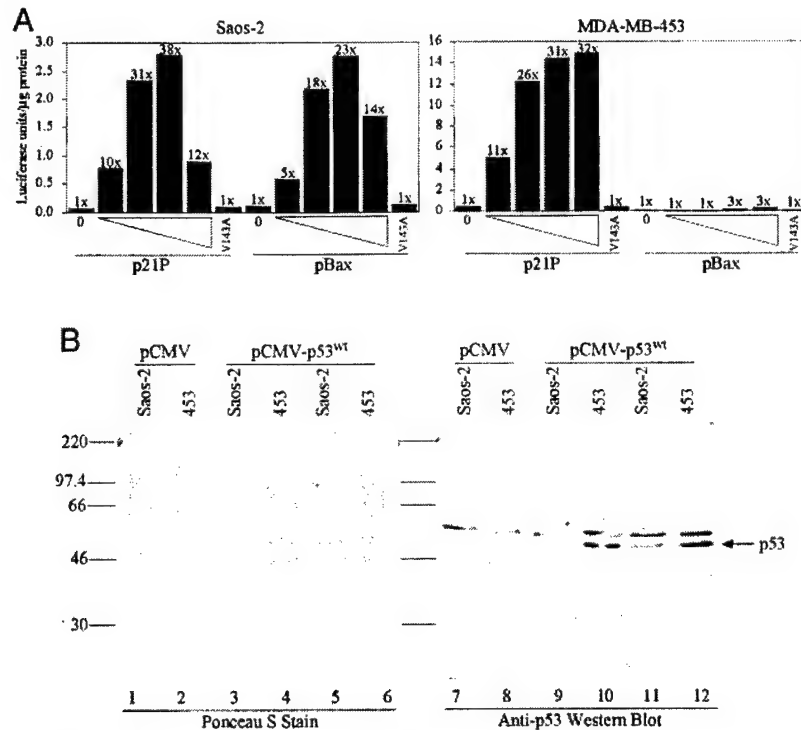 A
Saos-2
MDA-MB-453
Luciferase units/µg protein
3.0
2.5
2.0
1.5
1.0
0.5
0.0
1x 10x 31x 38x 12x 1x 1x 5x 18x 23x 14x 1x
0 V143A 0 V143A
p21P pBax
16
14
12
10
8
6
4
2
0
1x 11x 26x 31x 32x 1x 1x 1x 1x 3x 3x 1x
0 V143A 0 V143A
p21P pBax
B
pCMV pCMV-p53wt pCMV pCMV-p53wt
Saos-2 453 Saos-2 453 Saos-2 453 Saos-2 453 Saos-2 453 Saos-2 453
220
97.4
66
46
30
p53
1 2 3 4 5 6 7 8 9 10 11 12
Ponceau S Stain Anti-p53 Western Blot